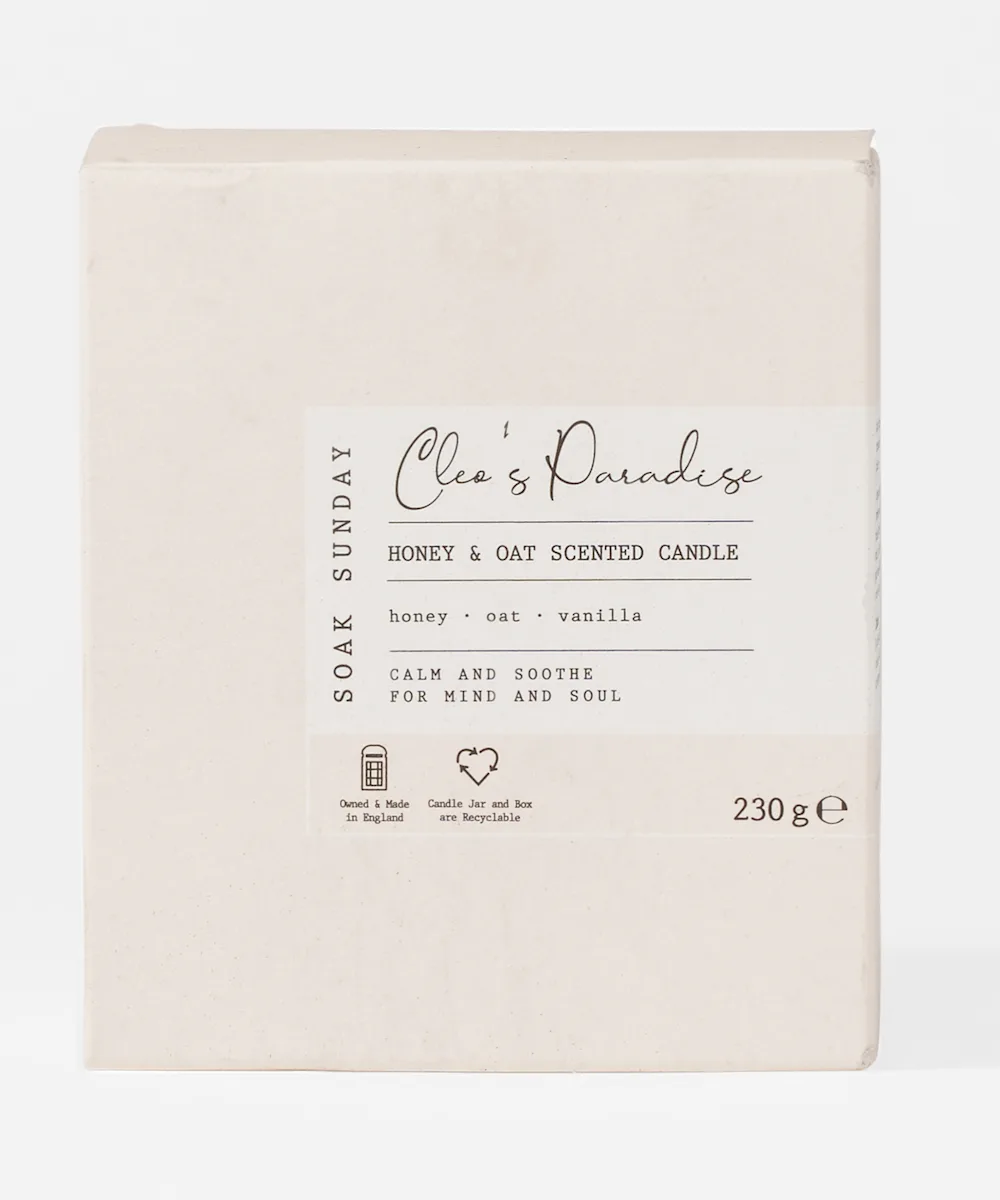 SOAK SUNDAY
Cleo's Paradise
HONEY & OAT SCENTED CANDLE
honey · oat · vanilla
CALM AND SOOTHE
FOR MIND AND SOUL
Owned & Made
in England
Candle Jar and Box
are Recyclable
230 g ℮